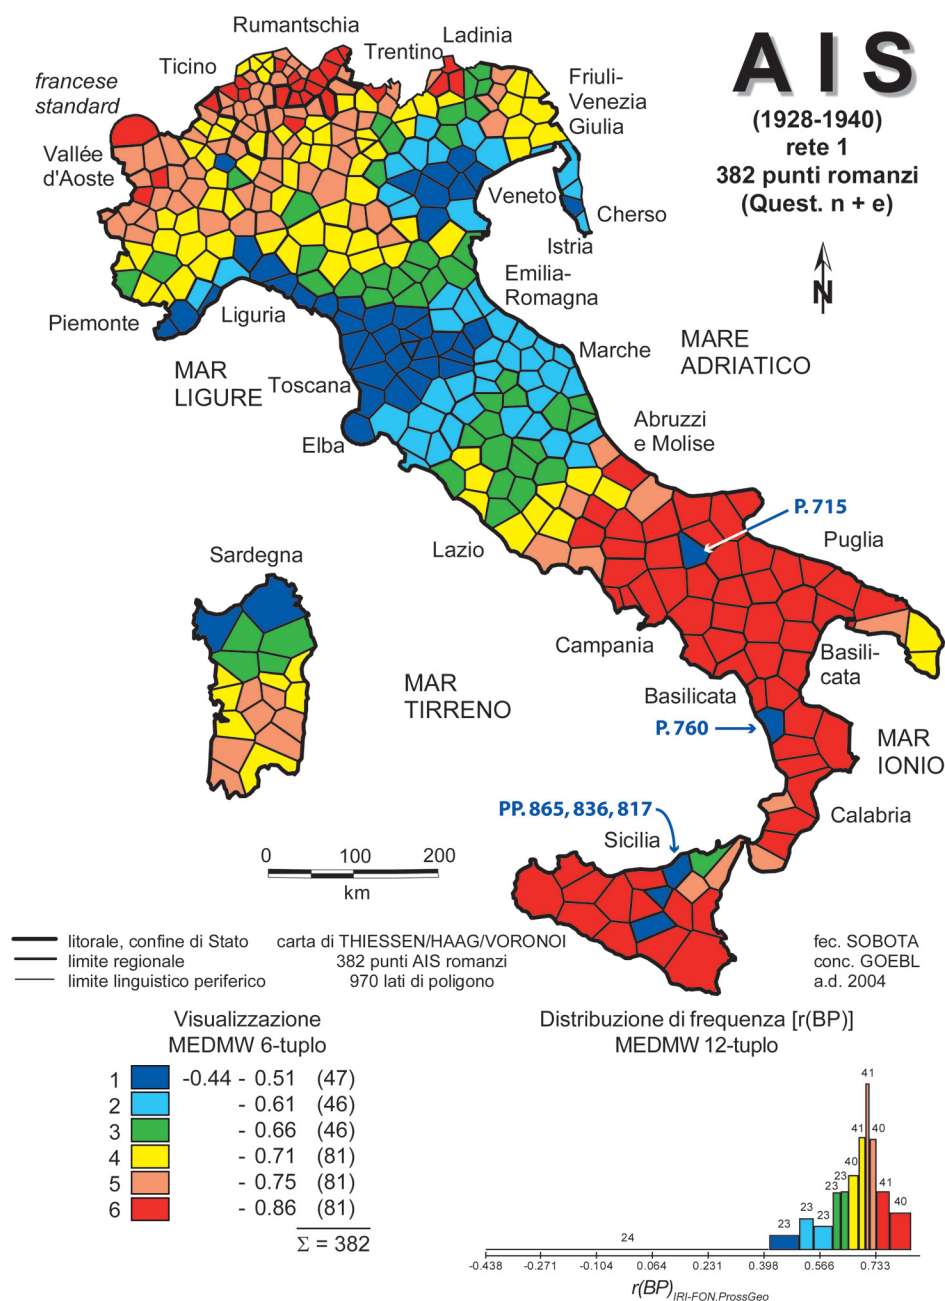 AIS
(1928-1940)
rete 1
382 punti romanzi
(Quest. n + e)
N
Rumantschia
Ladinia
Trentino
Ticino
francese
standard
Friuli-
Venezia
Giulia
Vallée
d'Aoste
Veneto
Cherso
Istria
Emilia-
Romagna
Piemonte
Liguria
MARE
ADRIATICO
Marche
MAR
LIGURE
Toscana
Abruzzi
e Molise
Elba
P. 715
Puglia
Lazio
Sardegna
Campania
Basili-
cata
MAR
TIRRENO
Basilicata
P. 760
MAR
IONIO
PP. 865, 836, 817
Calabria
Sicilia
0 100 200
km
litorale, confine di Stato
limite regionale
limite linguistico periferico
carta di THIESSEN/HAAG/VORONOI
382 punti AIS romanzi
970 lati di poligono
fec. SOBOTA
conc. GOEBL
a.d. 2004
Visualizzazione
MEDMW 6-tuplo
1 -0.44 - 0.51 (47)
2 - 0.61 (46)
3 - 0.66 (46)
4 - 0.71 (81)
5 - 0.75 (81)
6 - 0.86 (81)
Σ = 382
Distribuzione di frequenza [r(BP)]
MEDMW 12-tuplo
24 23 23 23 23 23 40 41 41 40 41 40
-0.438 -0.271 -0.104 0.064 0.231 0.398 0.566 0.733
r(BP)IRI-FON.ProssGeo